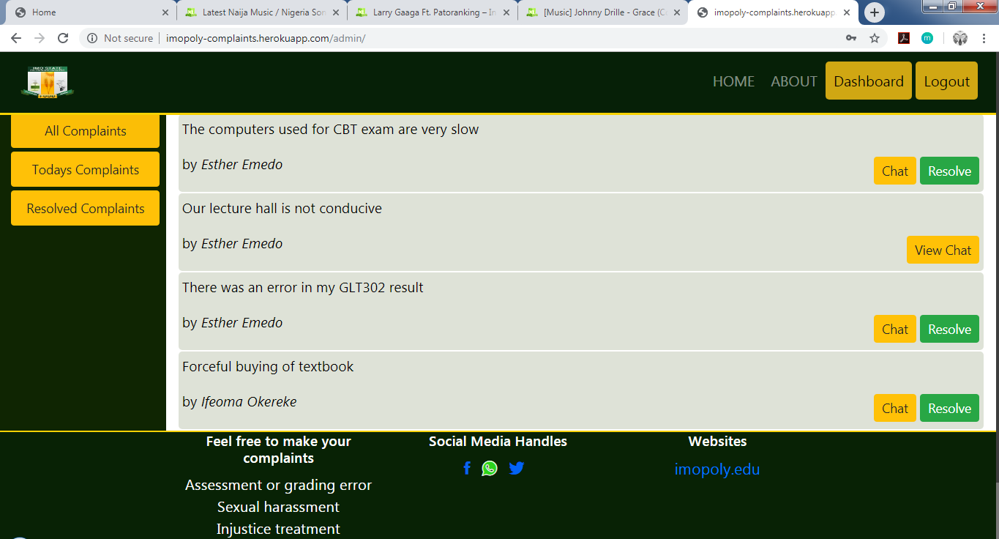 Home
Latest Naija Music / Nigeria Son
Larry Gaaga Ft. Patoranking – In
[Music] Johnny Drille - Grace (C
imopoly-complaints.herokuapp
Not secure
imopoly-complaints.herokuapp.com/admin/
IMO STATE
FOOD
HOME
ABOUT
Dashboard
Logout
All Complaints
Todays Complaints
Resolved Complaints
The computers used for CBT exam are very slow
by Esther Emedo
Chat
Resolve
Our lecture hall is not conducive
by Esther Emedo
View Chat
There was an error in my GLT302 result
by Esther Emedo
Chat
Resolve
Forceful buying of textbook
by Ifeoma Okereke
Chat
Resolve
Feel free to make your
complaints
Assessment or grading error
Sexual harassment
Injustice treatment
Social Media Handles
Websites
imopoly.edu